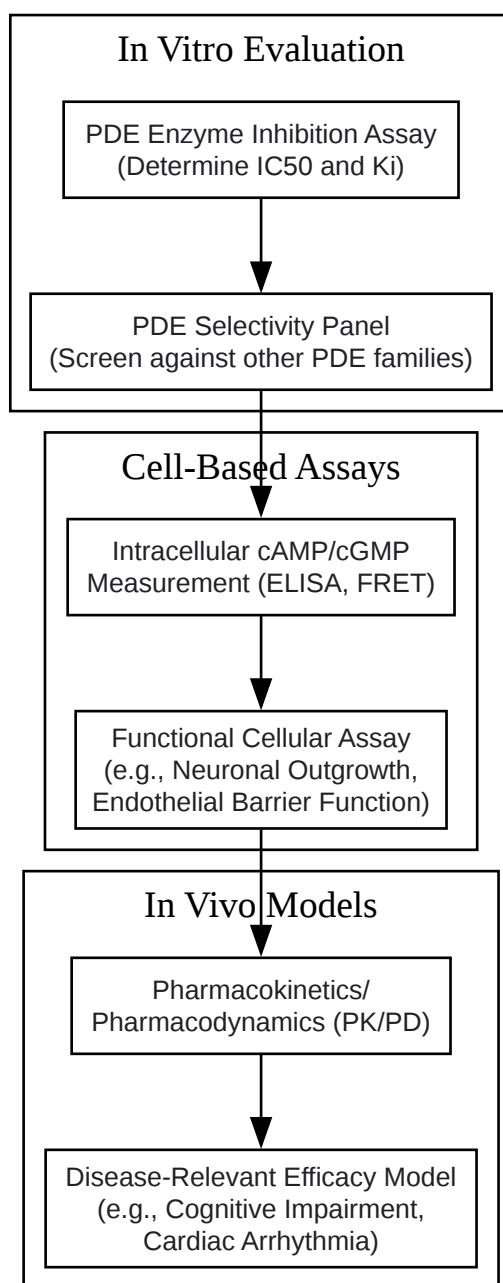 In Vitro Evaluation
PDE Enzyme Inhibition Assay
(Determine IC50 and Ki)
PDE Selectivity Panel
(Screen against other PDE families)
Cell-Based Assays
Intracellular cAMP/cGMP
Measurement (ELISA, FRET)
Functional Cellular Assay
(e.g., Neuronal Outgrowth,
Endothelial Barrier Function)
In Vivo Models
Pharmacokinetics/
Pharmacodynamics (PK/PD)
Disease-Relevant Efficacy Model
(e.g., Cognitive Impairment,
Cardiac Arrhythmia)